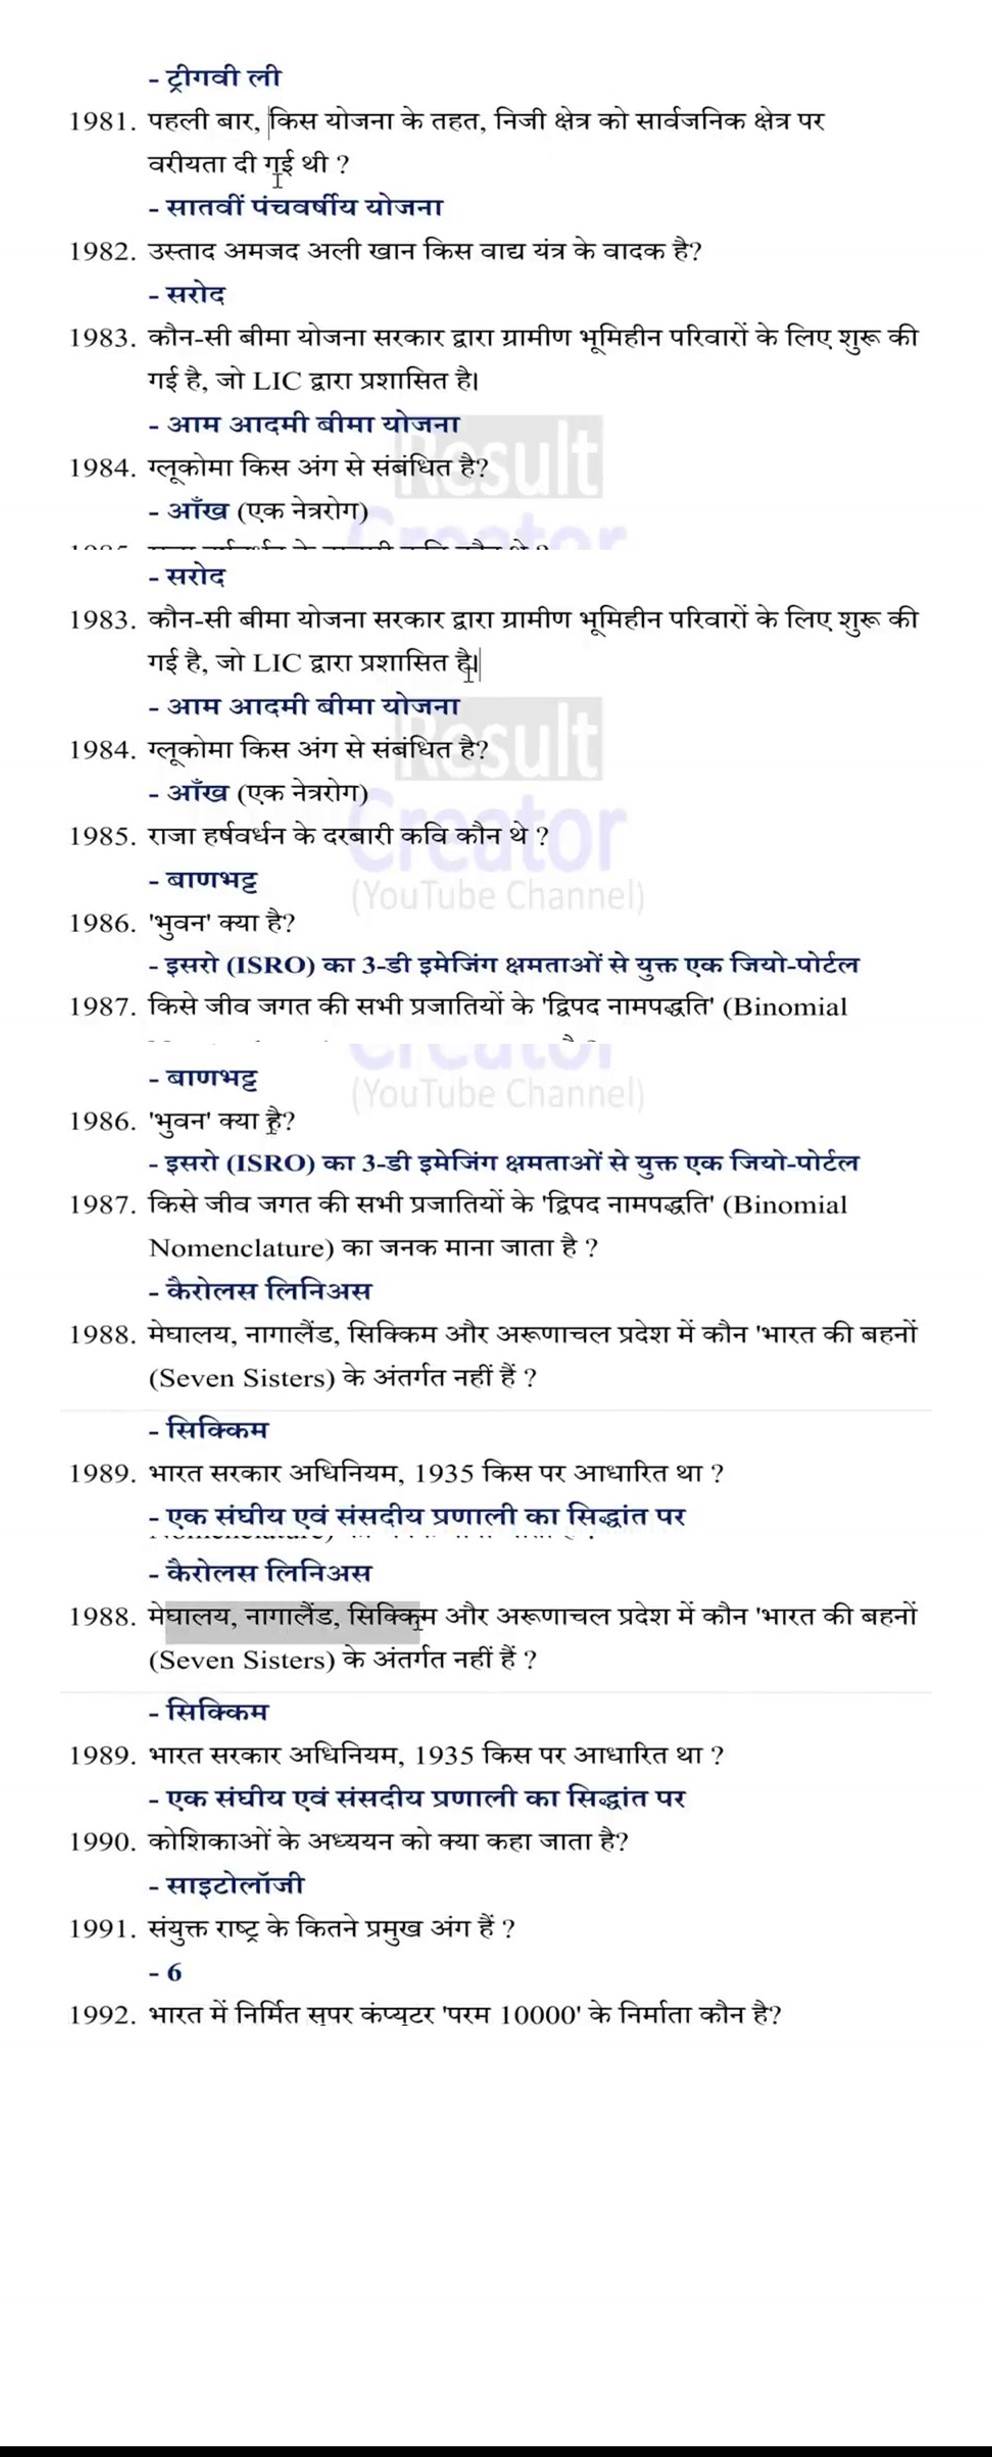 - ट्रीगवी ली
1981. पहली बार, किस योजना के तहत, निजी क्षेत्र को सार्वजनिक क्षेत्र पर
वरीयता दी गई थी ?
- सातवीं पंचवर्षीय योजना
1982. उस्ताद अमजद अली खान किस वाद्य यंत्र के वादक है?
- सरोद
1983. कौन-सी बीमा योजना सरकार द्वारा ग्रामीण भूमिहीन परिवारों के लिए शुरू की
गई है, जो LIC द्वारा प्रशासित है।
- आम आदमी बीमा योजना
Result
1984. ग्लूकोमा किस अंग से संबंधित है?
- आँख (एक नेत्ररोग)
Creator
- सरोद
1983. कौन-सी बीमा योजना सरकार द्वारा ग्रामीण भूमिहीन परिवारों के लिए शुरू की
गई है, जो LIC द्वारा प्रशासित है।
- आम आदमी बीमा योजना
Result
1984. ग्लूकोमा किस अंग से संबंधित है?
- आँख (एक नेत्ररोग)
Creator
1985. राजा हर्षवर्धन के दरबारी कवि कौन थे ?
- बाणभट्ट
(YouTube Channel)
1986. 'भुवन' क्या है?
- इसरो (ISRO) का 3-डी इमेजिंग क्षमताओं से युक्त एक जियो-पोर्टल
1987. किसे जीव जगत की सभी प्रजातियों के 'द्विपद नामपद्धति' (Binomial
- बाणभट्ट
(YouTube Channel)
1986. 'भुवन' क्या है?
- इसरो (ISRO) का 3-डी इमेजिंग क्षमताओं से युक्त एक जियो-पोर्टल
1987. किसे जीव जगत की सभी प्रजातियों के 'द्विपद नामपद्धति' (Binomial
Nomenclature) का जनक माना जाता है ?
- कैरोलस लिनिअस
1988. मेघालय, नागालैंड, सिक्किम और अरूणाचल प्रदेश में कौन 'भारत की बहनों
(Seven Sisters) के अंतर्गत नहीं हैं ?
- सिक्किम
1989. भारत सरकार अधिनियम, 1935 किस पर आधारित था ?
- एक संघीय एवं संसदीय प्रणाली का सिद्धांत पर
- कैरोलस लिनिअस
1988. मेघालय, नागालैंड, सिक्किम और अरूणाचल प्रदेश में कौन 'भारत की बहनों
(Seven Sisters) के अंतर्गत नहीं हैं ?
- सिक्किम
1989. भारत सरकार अधिनियम, 1935 किस पर आधारित था ?
- एक संघीय एवं संसदीय प्रणाली का सिद्धांत पर
1990. कोशिकाओं के अध्ययन को क्या कहा जाता है?
- साइटोलॉजी
1991. संयुक्त राष्ट्र के कितने प्रमुख अंग हैं ?
- 6
1992. भारत में निर्मित सुपर कंप्यूटर 'परम 10000' के निर्माता कौन है?